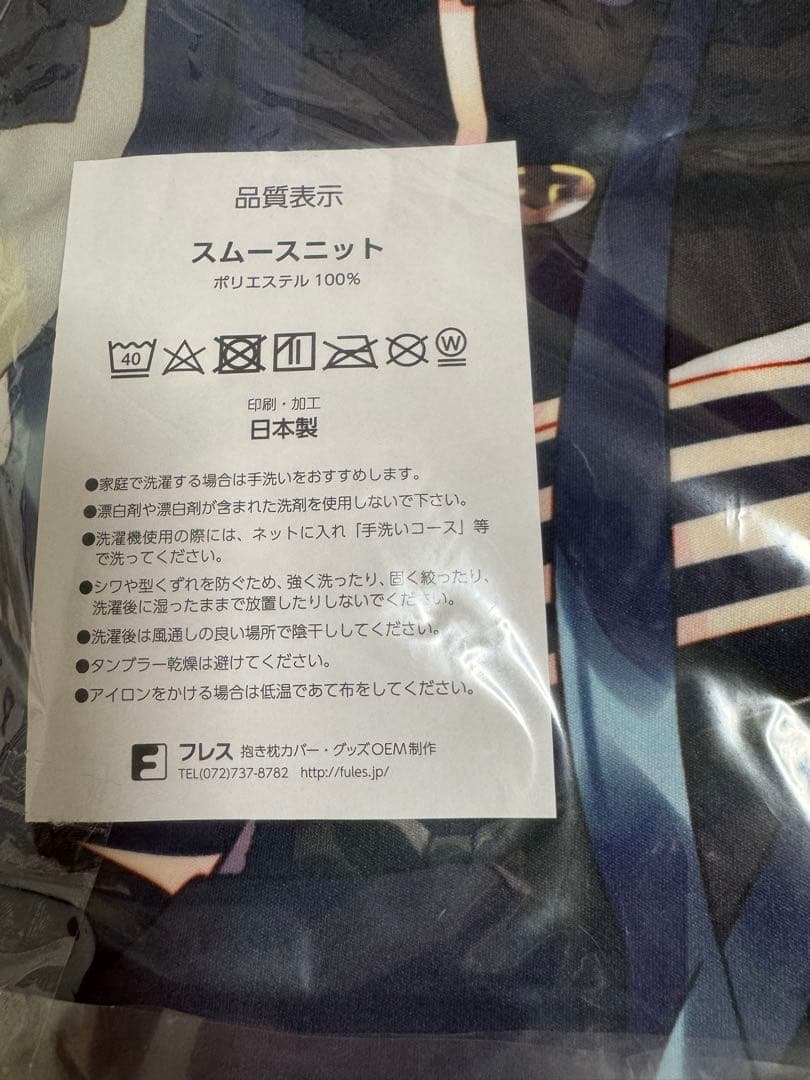 品質表示
スムースニット
ポリエステル 100%
40
W
印刷・加工
日本製
●家庭で洗濯する場合は手洗いをおすすめします。
●漂白剤や漂白剤が含まれた洗剤を使用しないで下さい。
●洗濯機使用の際には、ネットに入れ「手洗いコース」等
で洗ってください。
●シワや型くずれを防ぐため、強く洗ったり、固く絞ったり、
洗濯後に湿ったままで放置したりしないでください。
●洗濯後は風通しの良い場所で陰干ししてください。
●タンブラー乾燥は避けてください。
●アイロンをかける場合は低温であて布をしてください。
フレス 抱き枕カバー・グッズOEM制作
TEL(072)737-8782 http://fules.jp/